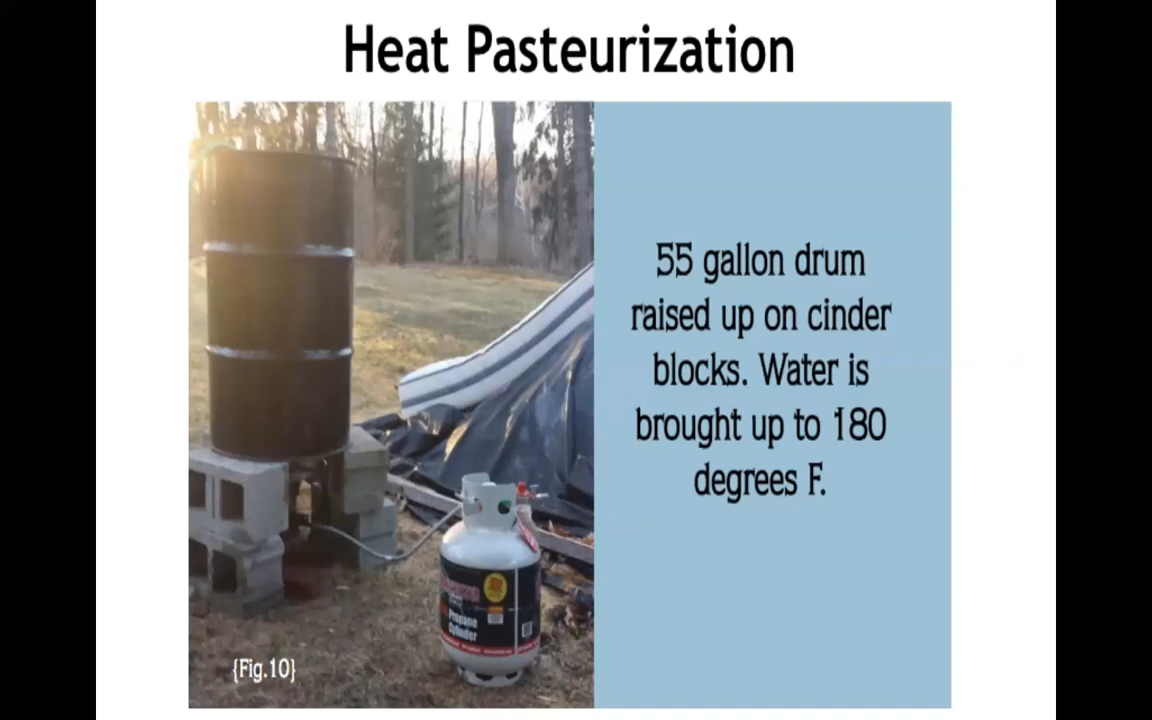 Heat Pasteurization
55 gallon drum
raised up on cinder
blocks. Water is
brought up to 180
degrees F.
Propane
Cylinder
{Fig.10}